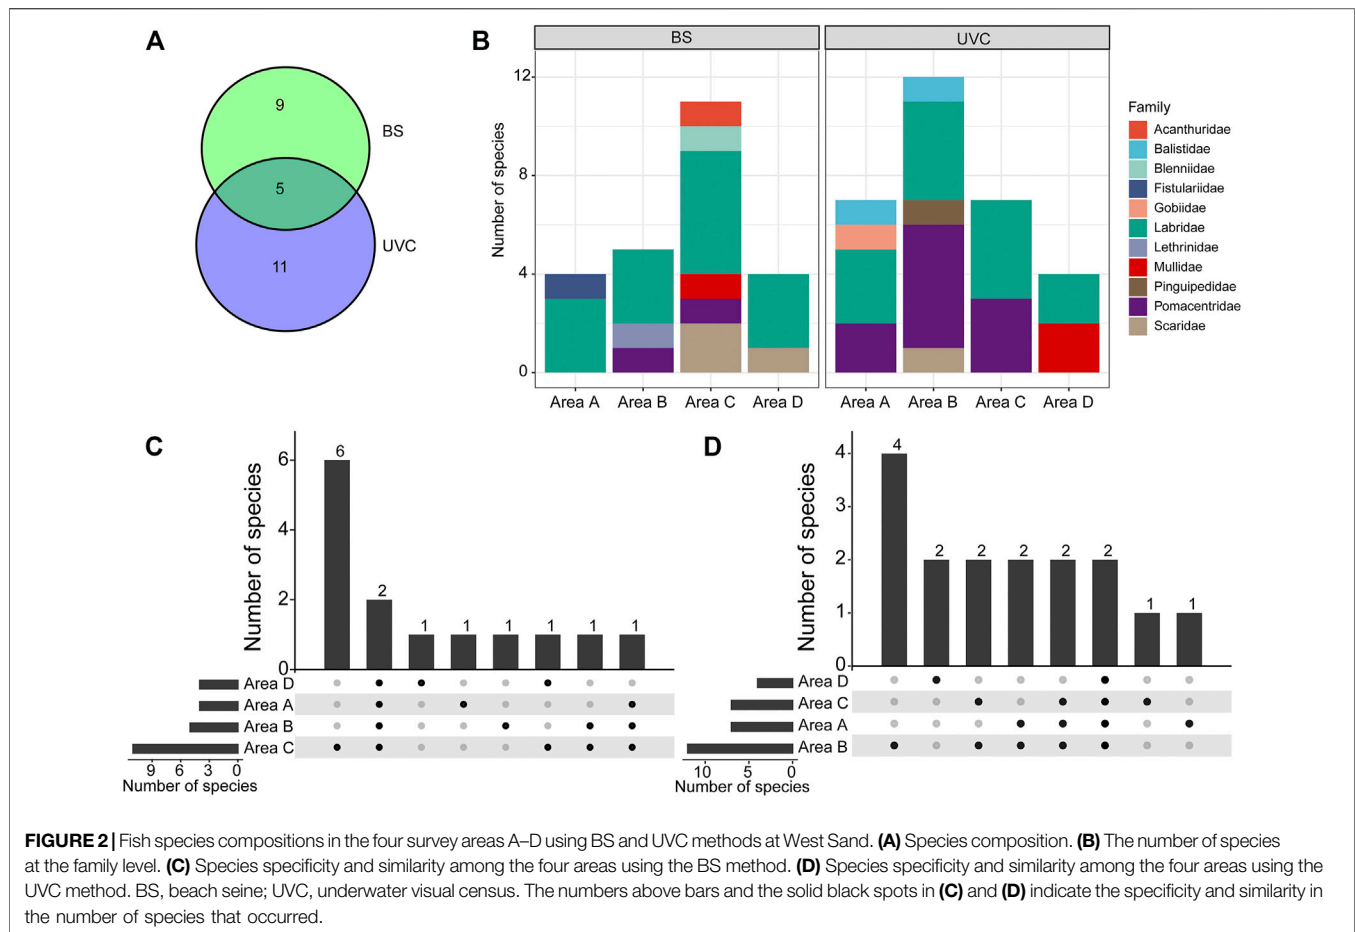 A
9
BS
5
UVC
11
B
BS
UVC
Number of species
12
8
4
0
Area A
Area B
Area C
Area D
Area A
Area B
Area C
Area D
Family
Acanthuridae
Balistidae
Blenniidae
Fistulariidae
Gobiidae
Labridae
Lethrinidae
Mullidae
Pinguipedidae
Pomacentridae
Scaridae
C
Number of species
6
4
2
0
6
2
1
1
1
1
1
1
Area D
Area A
Area B
Area C
9 6 3 0
Number of species
D
Number of species
4
3
2
1
0
4
2
2
2
2
2
1
1
Area D
Area C
Area A
Area B
10 5 0
Number of species
FIGURE 2 | Fish species compositions in the four survey areas A–D using BS and UVC methods at West Sand. (A) Species composition. (B) The number of species
at the family level. (C) Species specificity and similarity among the four areas using the BS method. (D) Species specificity and similarity among the four areas using the
UVC method. BS, beach seine; UVC, underwater visual census. The numbers above bars and the solid black spots in (C) and (D) indicate the specificity and similarity in
the number of species that occurred.